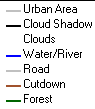 Urban Area
Cloud Shadow
Clouds
Water/River
Road
Cutdown
Forest